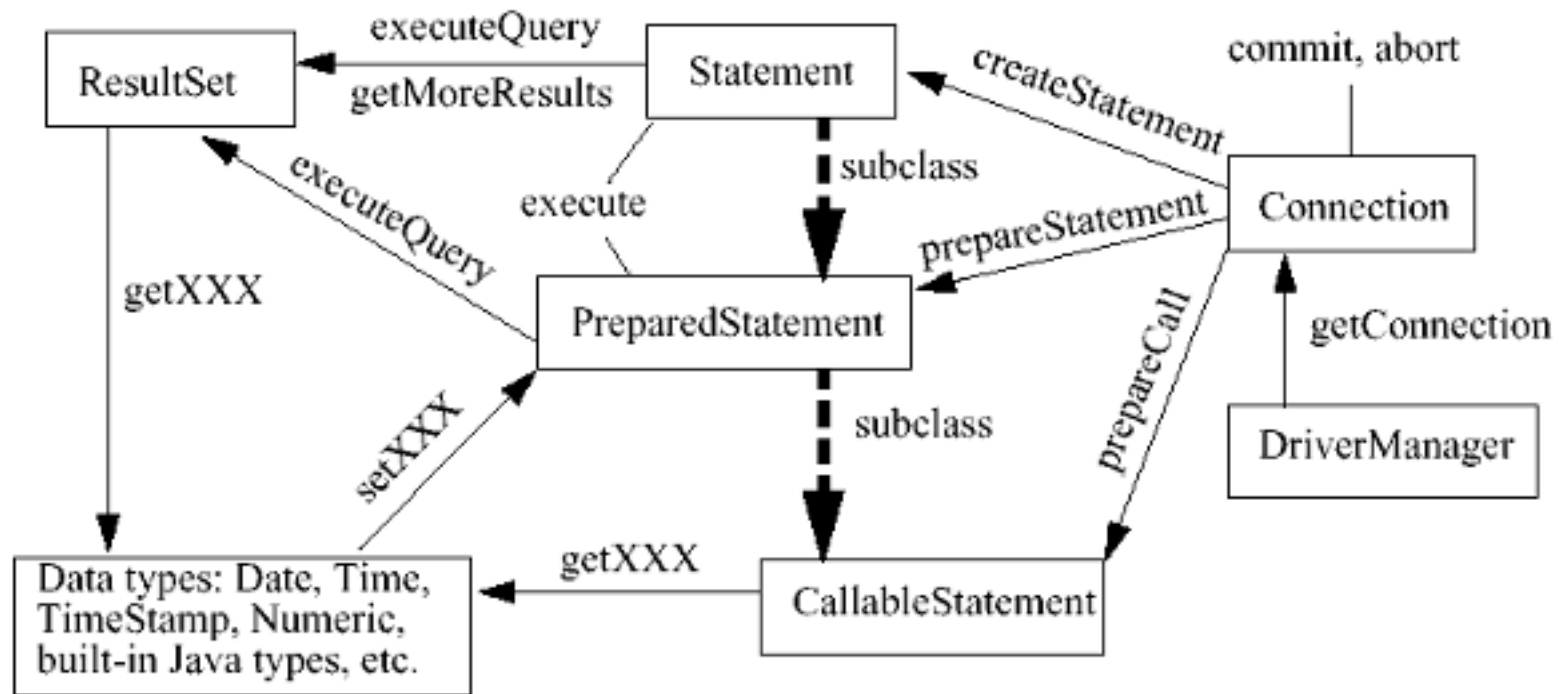 executeQuery
ResultSet
getMoreResults
Statement
createStatement
commit, abort
subclass
executeQuery
execute
prepareStatement
Connection
getXXX
PreparedStatement
prepareCall
getConnection
setXXX
subclass
DriverManager
getXXX
Data types: Date, Time,
TimeStamp, Numeric,
built-in Java types, etc.
CallableStatement